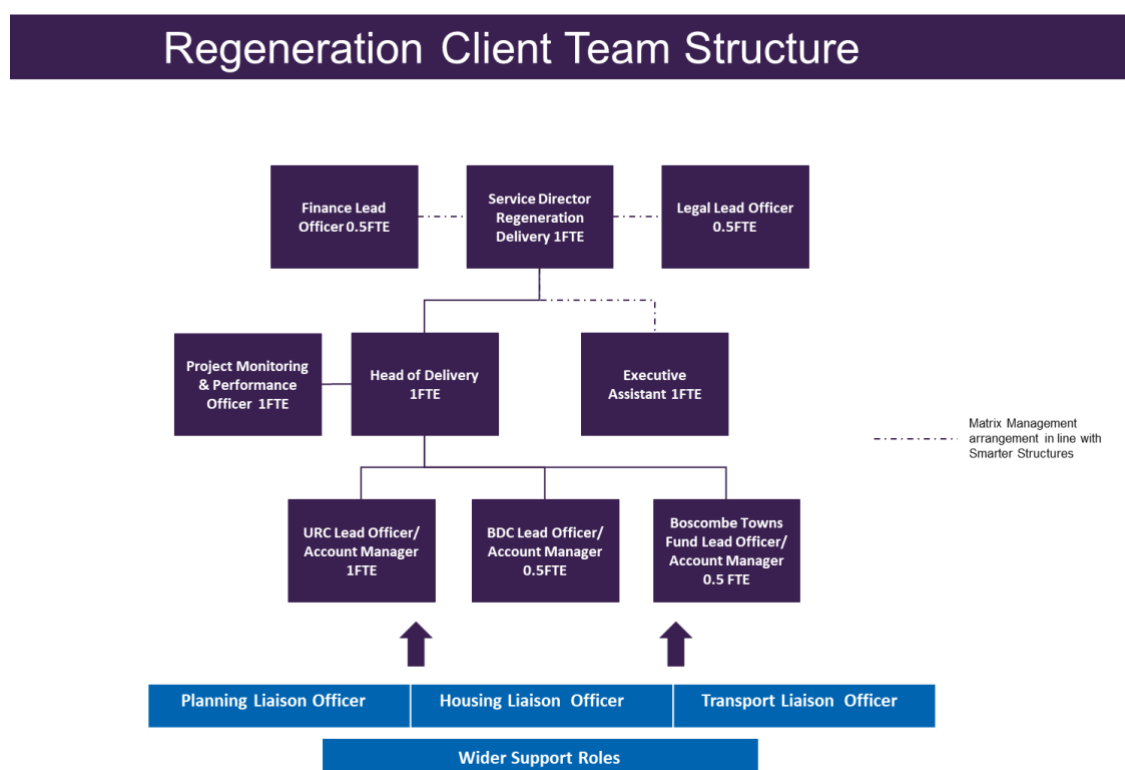 Regeneration Client Team Structure
Finance Lead
Officer 0.5FTE
Service Director
Regeneration
Delivery 1FTE
Legal Lead Officer
0.5FTE
Project Monitoring
& Performance
Officer 1FTE
Head of Delivery
1FTE
Executive
Assistant 1FTE
Matrix Management
arrangement in line with
Smarter Structures
URC Lead Officer/
Account Manager
1FTE
BDC Lead Officer/
Account Manager
0.5FTE
Boscombe Towns
Fund Lead Officer/
Account Manager
0.5 FTE
Planning Liaison Officer
Housing Liaison Officer
Transport Liaison Officer
Wider Support Roles